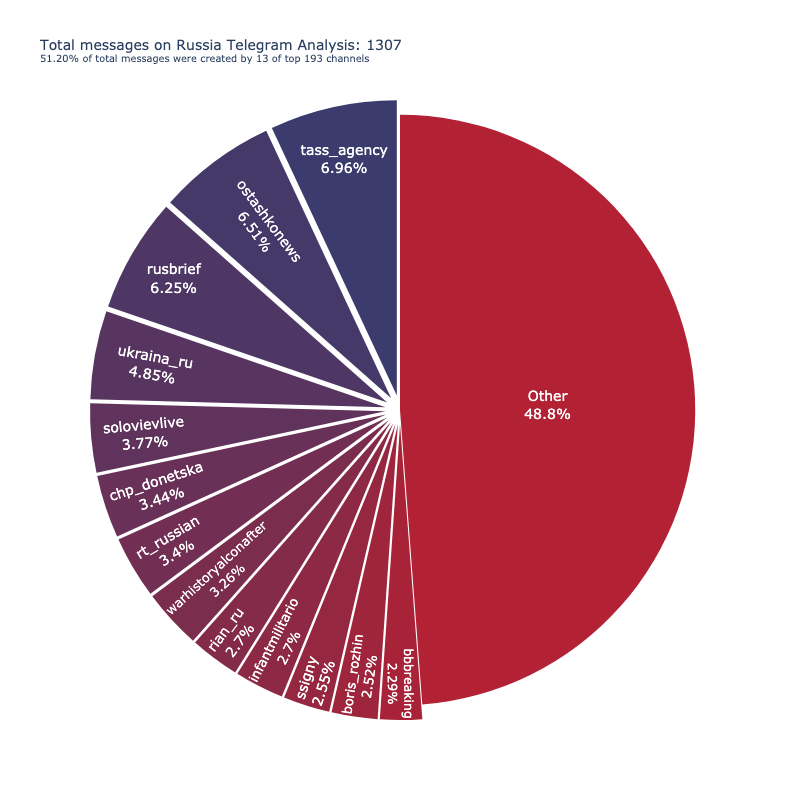 Total messages on Russia Telegram Analysis: 1307
51.20% of total messages were created by 13 of top 193 channels
tass_agency
6.96%
ostashkonews
6.51%
rusbrief
6.25%
ukraina_ru
4.85%
solovievlive
3.77%
chp_donetska
3.44%
rt_russian
3.4%
warhistoryalconafter
3.26%
rian_ru
2.7%
infantmilitario
2.7%
ssigny
2.55%
boris_rozhin
2.52%
bbbreaking
2.29%
Other
48.8%